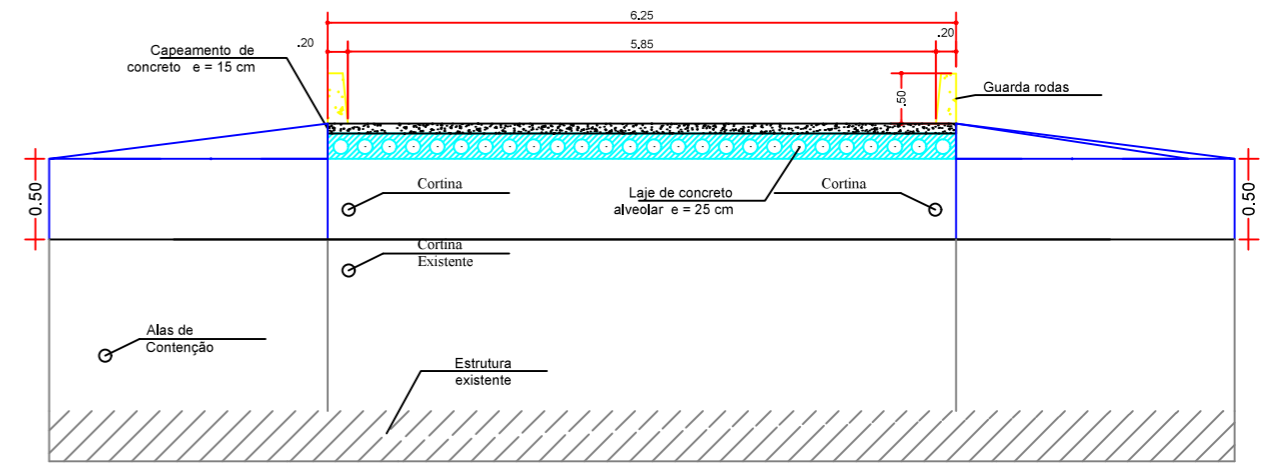 6.25
.20
5.85
.20
Capeamento de
concreto e = 15 cm
.50
Guarda rodas
0.50
Cortina
Laje de concreto
alveolar e = 25 cm
Cortina
0.50
Cortina
Existente
Alas de
Contenção
Estrutura
existente